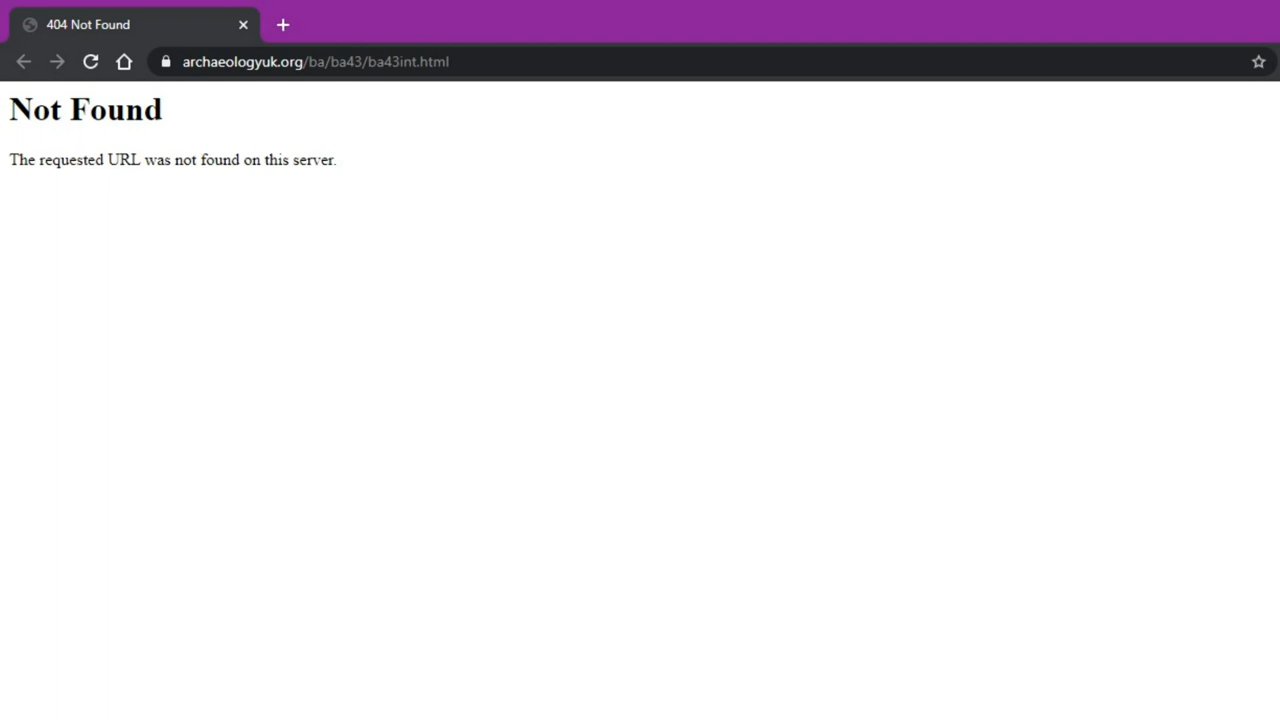 404 Not Found
archaeologyuk.org/ba/ba43/ba43int.html
Not Found
The requested URL was not found on this server.